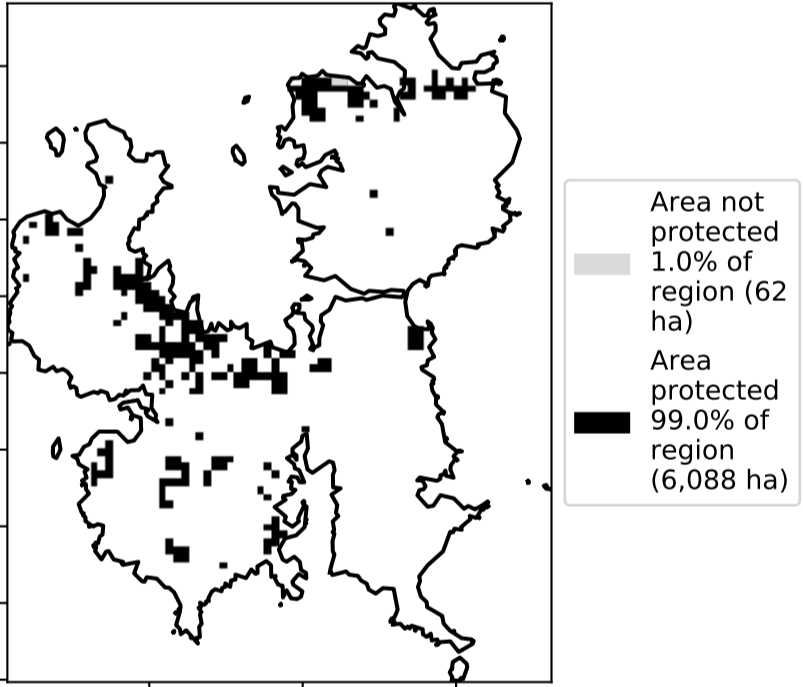 Area not
protected
1.0% of
region (62
ha)
Area
protected
99.0% of
region
(6,088 ha)